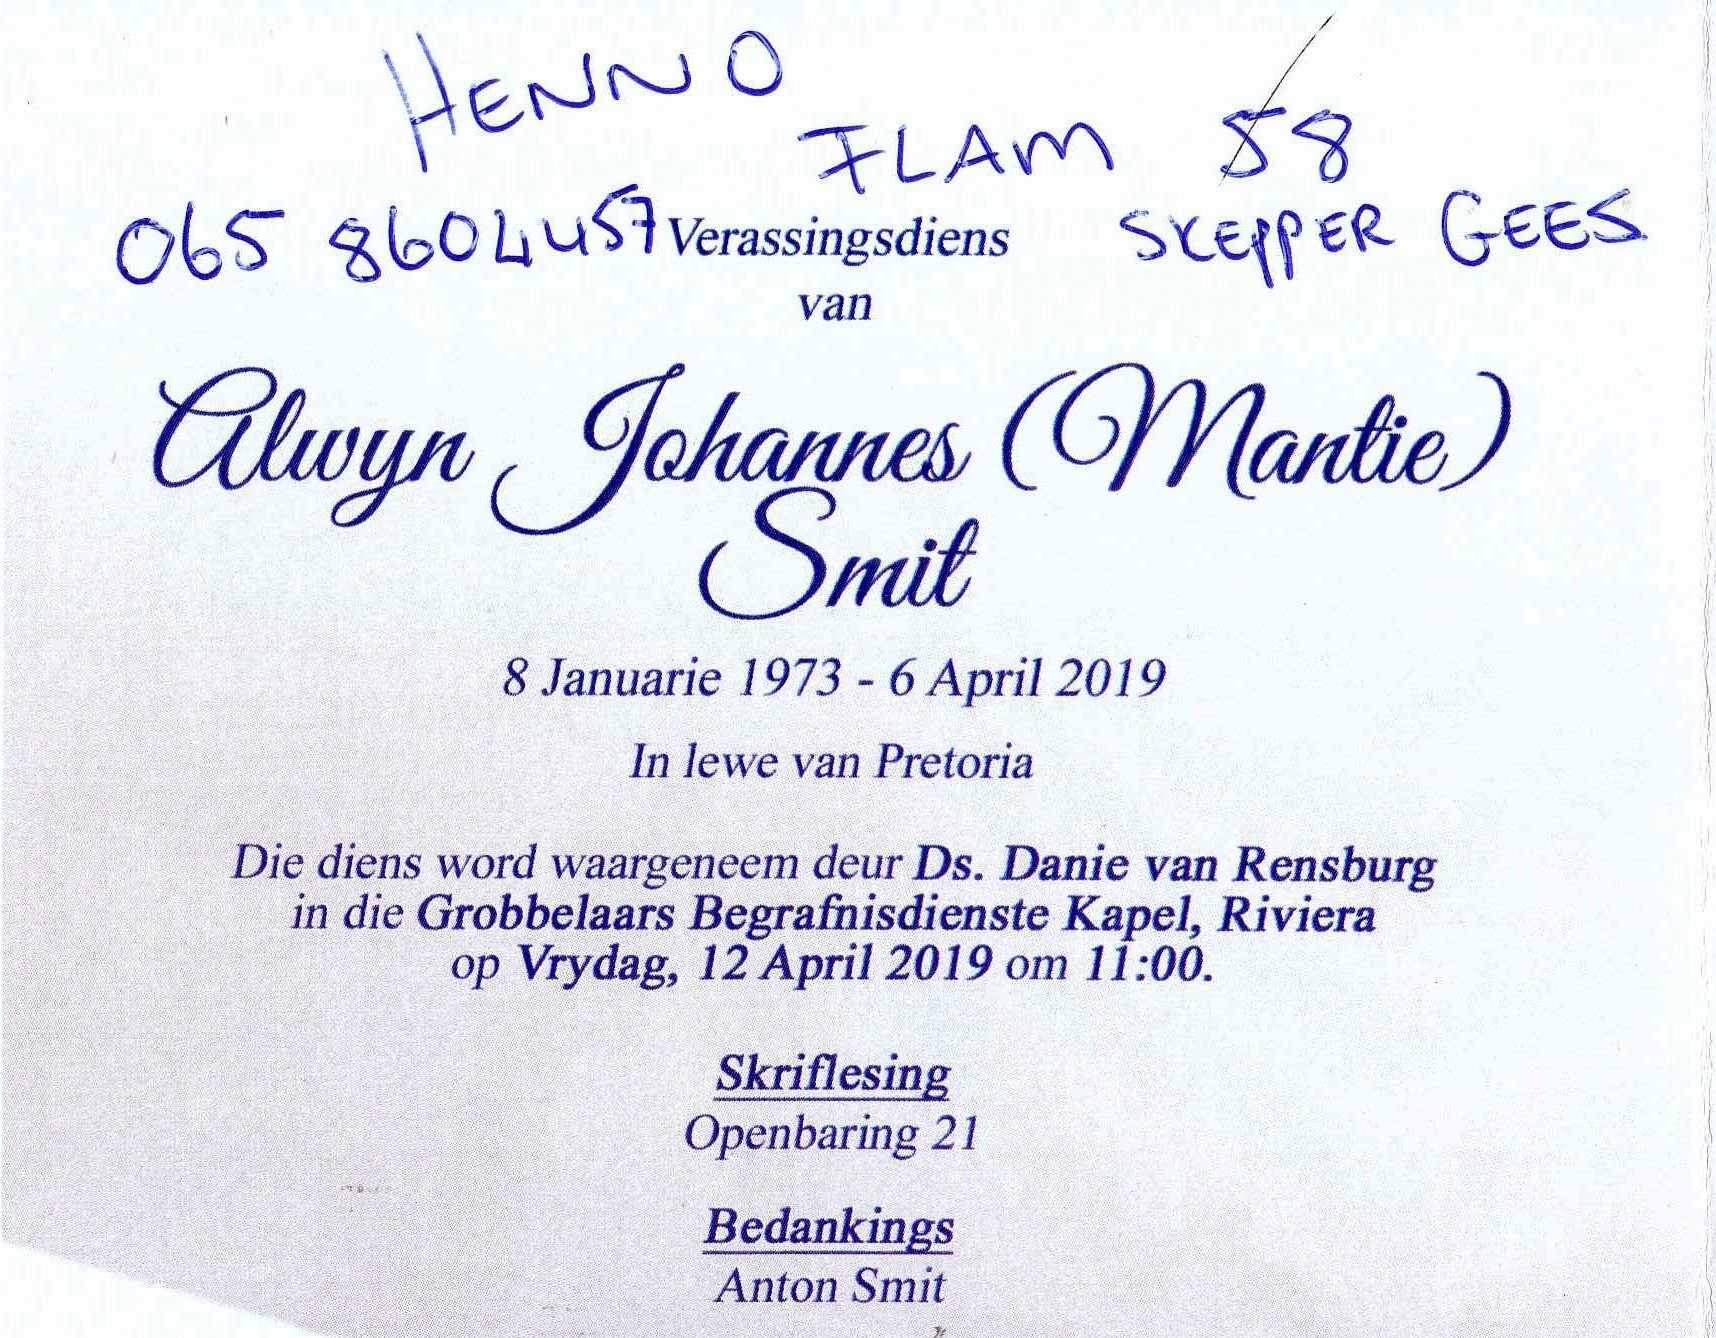 HENNO
FLAM 58
065 8604457 Verassingsdiens SKEPPER GEES
van
Alwyn Johannes (Mantie)
Smit
8 Januarie 1973 - 6 April 2019
In lewe van Pretoria
Die diens word waargeneem deur Ds. Danie van Rensburg
in die Grobbelaars Begrafnisdienste Kapel, Riviera
op Vrydag, 12 April 2019 om 11:00.
Skriflesing
Openbaring 21
Bedankings
Anton Smit